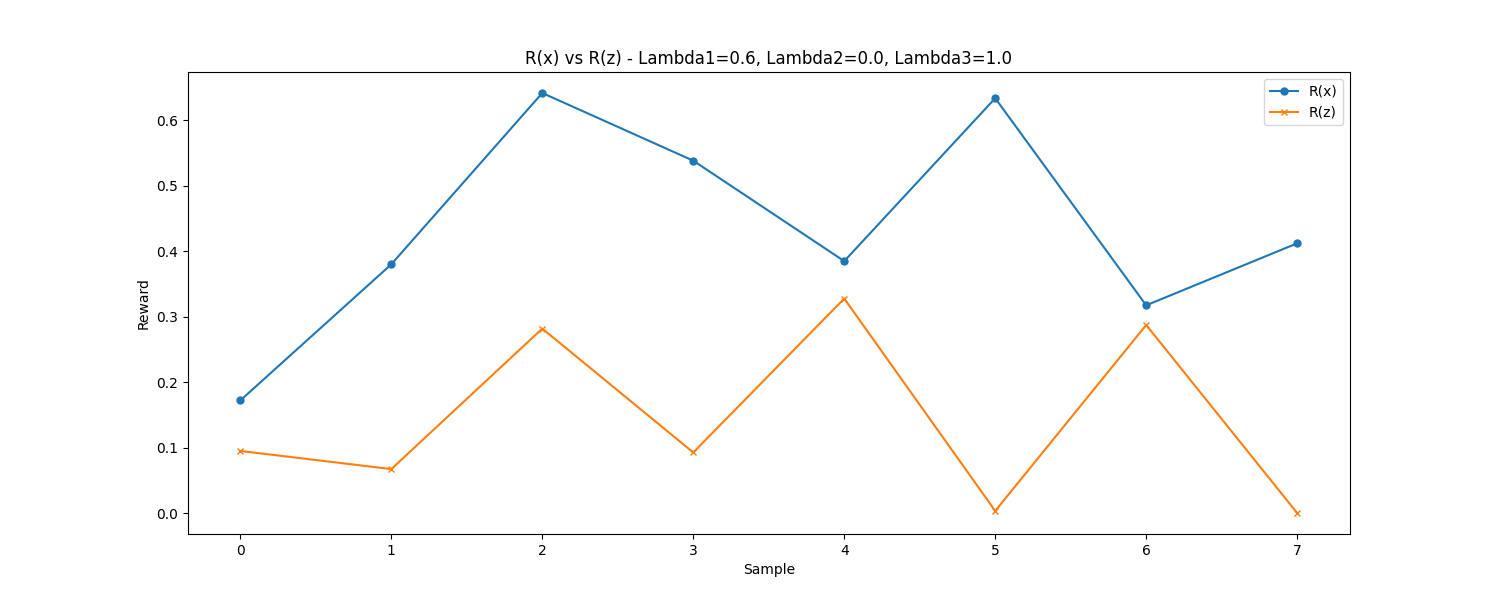 R(x) vs R(z) - Lambda1=0.6, Lambda2=0.0, Lambda3=1.0
R(x)
R(z)
Reward
0.6
0.5
0.4
0.3
0.2
0.1
0.0
0 1 2 3 4 5 6 7
Sample